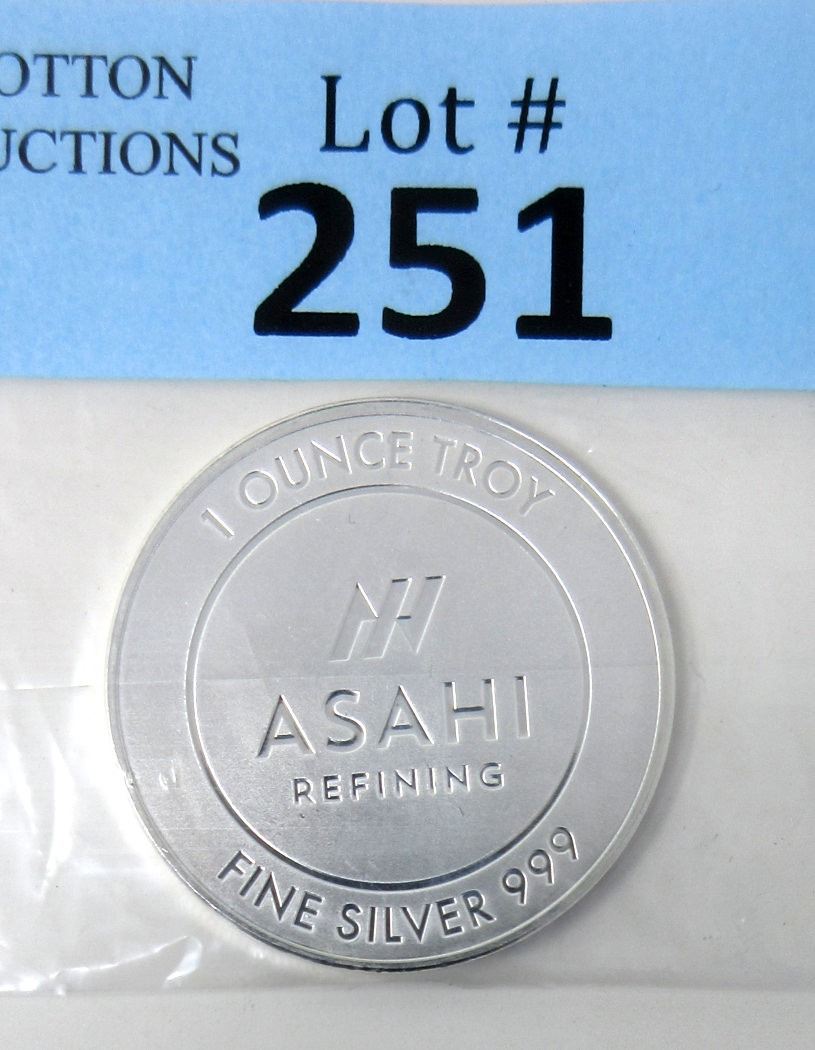 OTTON
UCTIONS
Lot #
251
1 OUNCE TROY
ASAHI
REFINING
FINE SILVER 999